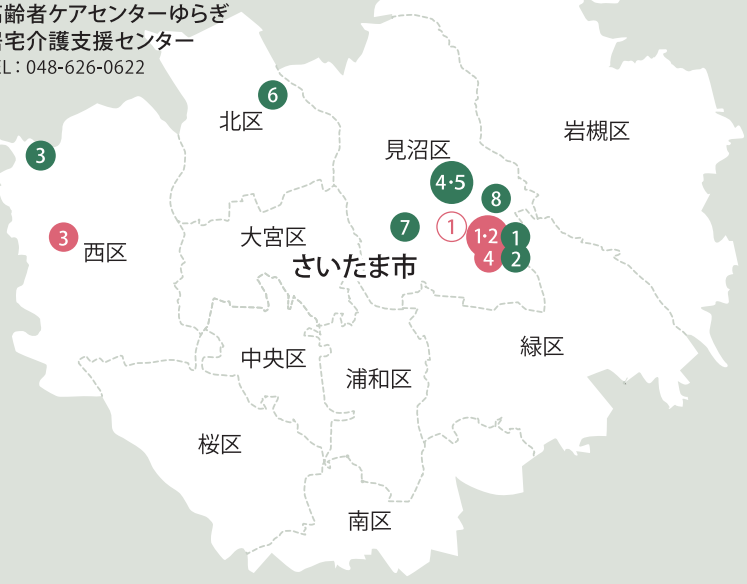 高齢者ケアセンターゆらぎ
居宅介護支援センター
TEL：048-626-0622
6
北区
岩槻区
見沼区
3
4・5
8
7
1
1・2
1
3
西区
大宮区
4
2
さいたま市
緑区
中央区
浦和区
桜区
南区